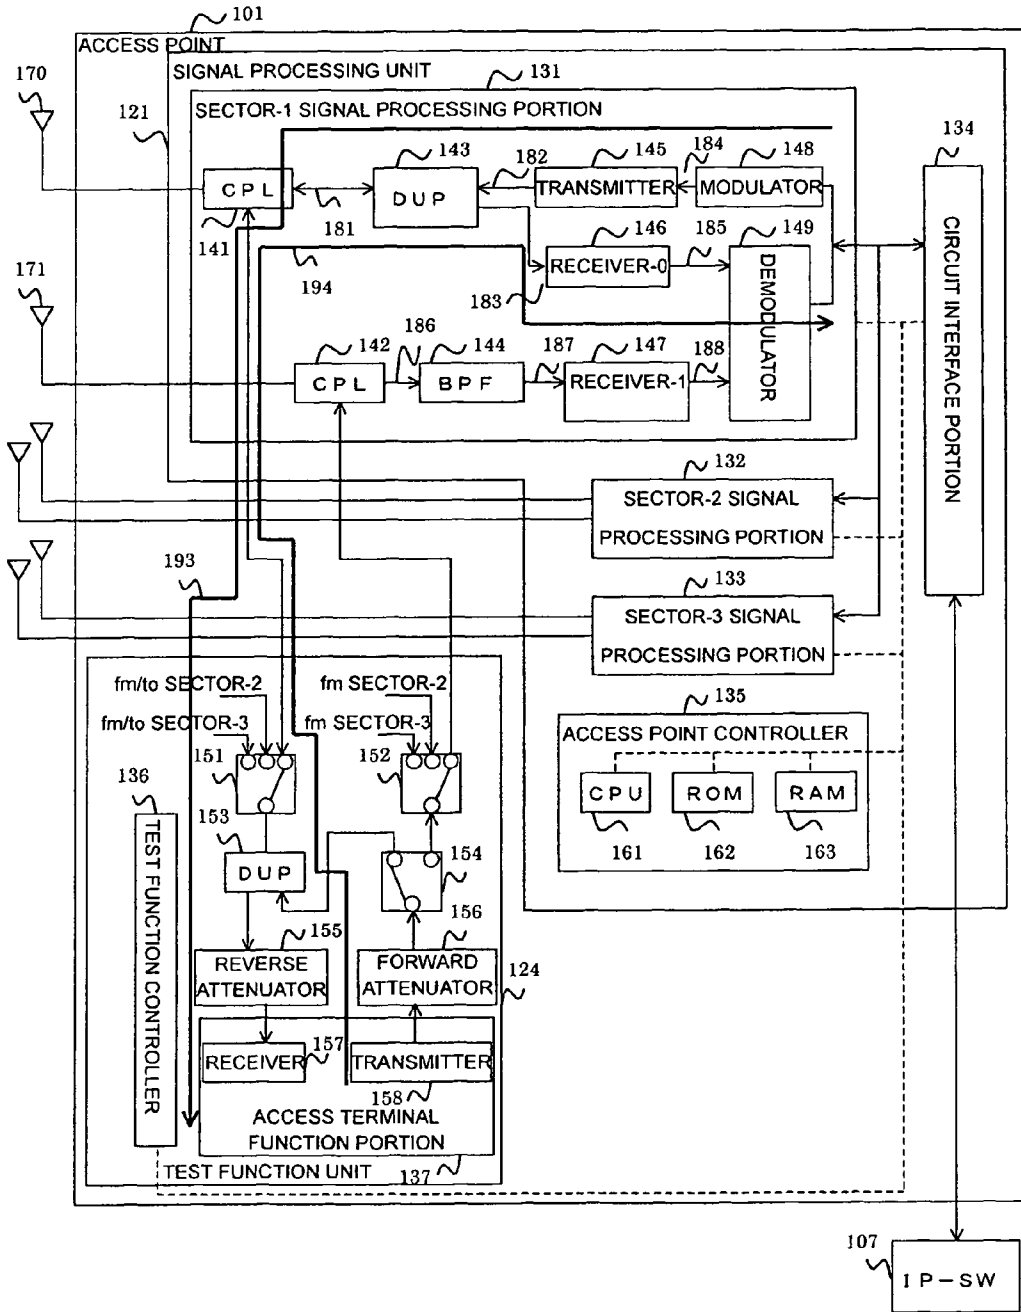 101
ACCESS POINT
170
SIGNAL PROCESSING UNIT
131
121
SECTOR-1 SIGNAL PROCESSING PORTION
134
143
182
145
184
148
CPL
DUP
TRANSMITTER
MODULATOR
141
181
146
185
149
171
194
RECEIVER-0
183
DEMODULATOR
CIRCUIT INTERFACE PORTION
142
186
144
187
147
188
CPL
BPF
RECEIVER-1
132
SECTOR-2 SIGNAL
PROCESSING PORTION
193
133
SECTOR-3 SIGNAL
PROCESSING PORTION
fm/to SECTOR-2
fm SECTOR-2
135
fm/to SECTOR-3
fm SECTOR-3
ACCESS POINT CONTROLLER
136
151
152
CPU
ROM
RAM
153
161
162
163
154
DUP
TEST FUNCTION CONTROLLER
155
156
REVERSE
ATTENUATOR
FORWARD
ATTENUATOR
124
RECEIVER
157
TRANSMITTER
158
ACCESS TERMINAL
FUNCTION PORTION
TEST FUNCTION UNIT
137
107
IP-SW